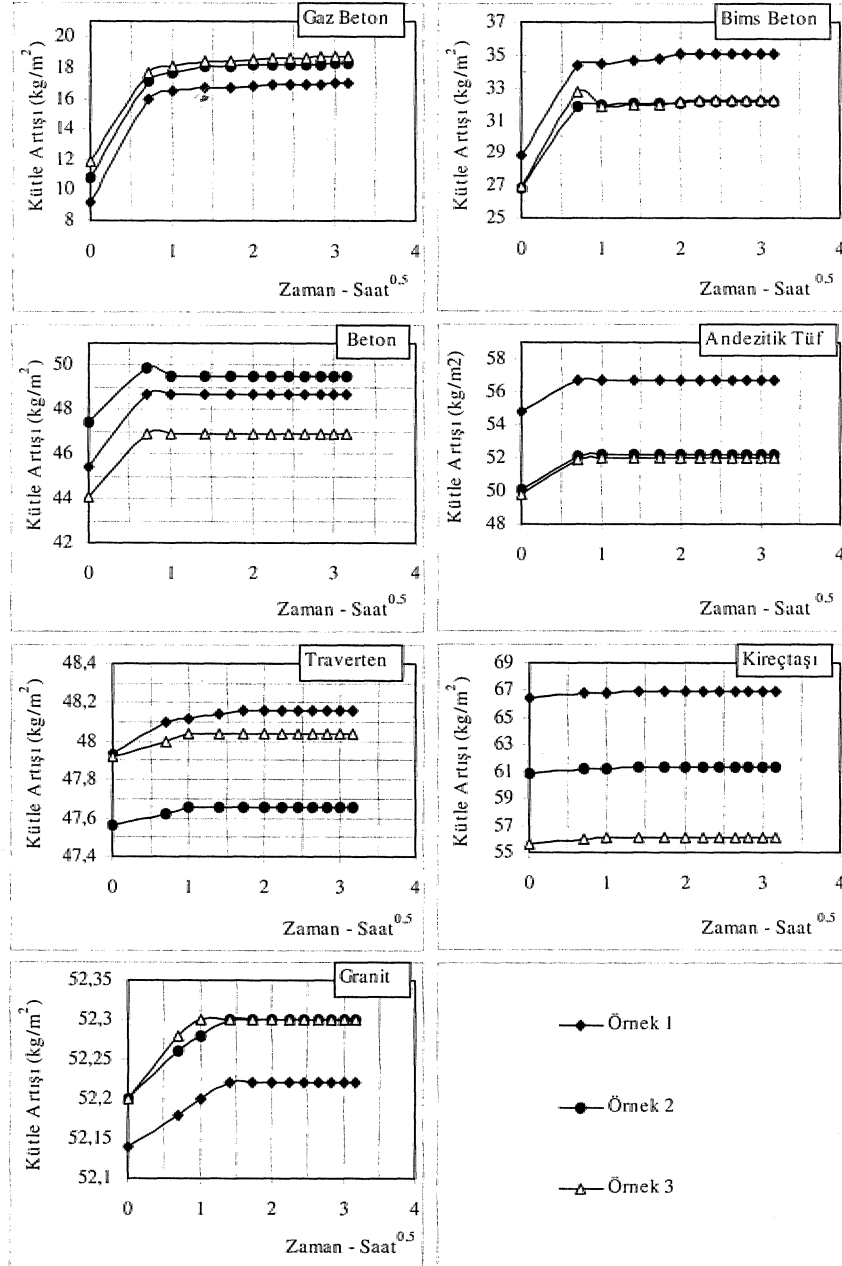 Gaz Beton
Kütle Artışı (kg/m²)
20
18
16
14
12
10
8
0 1 2 3 4
Zaman - Saat^0.5
Bims Beton
Kütle Artışı (kg/m²)
37
35
33
31
29
27
25
0 1 2 3 4
Zaman - Saat^0.5
Beton
Kütle Artışı (kg/m²)
50
48
46
44
42
0 1 2 3 4
Zaman - Saat^0.5
Andezitik Tüf
Kütle Artışı (kg/m2)
58
56
54
52
50
48
0 1 2 3 4
Zaman - Saat^0.5
Traverten
Kütle Artışı (kg/m²)
48,4
48,2
48
47,8
47,6
47,4
0 1 2 3 4
Zaman - Saat^0.5
Kireçtaşı
Kütle Artışı (kg/m²)
69
67
65
63
61
59
57
55
0 1 2 3 4
Zaman - Saat^0.5
Granit
Kütle Artışı (kg/m²)
52,35
52,3
52,25
52,2
52,15
52,1
0 1 2 3 4
Zaman - Saat^0.5
Örnek 1
Örnek 2
Örnek 3